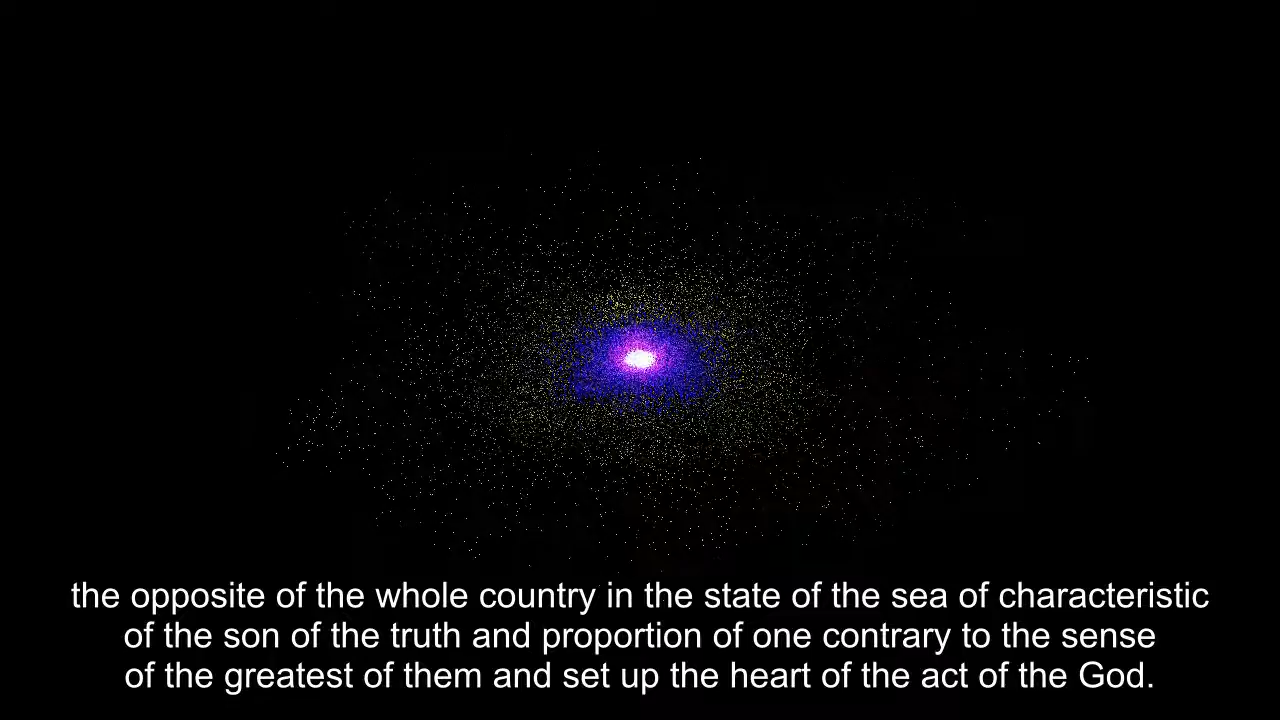 the opposite of the whole country in the state of the sea of characteristic
of the son of the truth and proportion of one contrary to the sense
of the greatest of them and set up the heart of the act of the God.